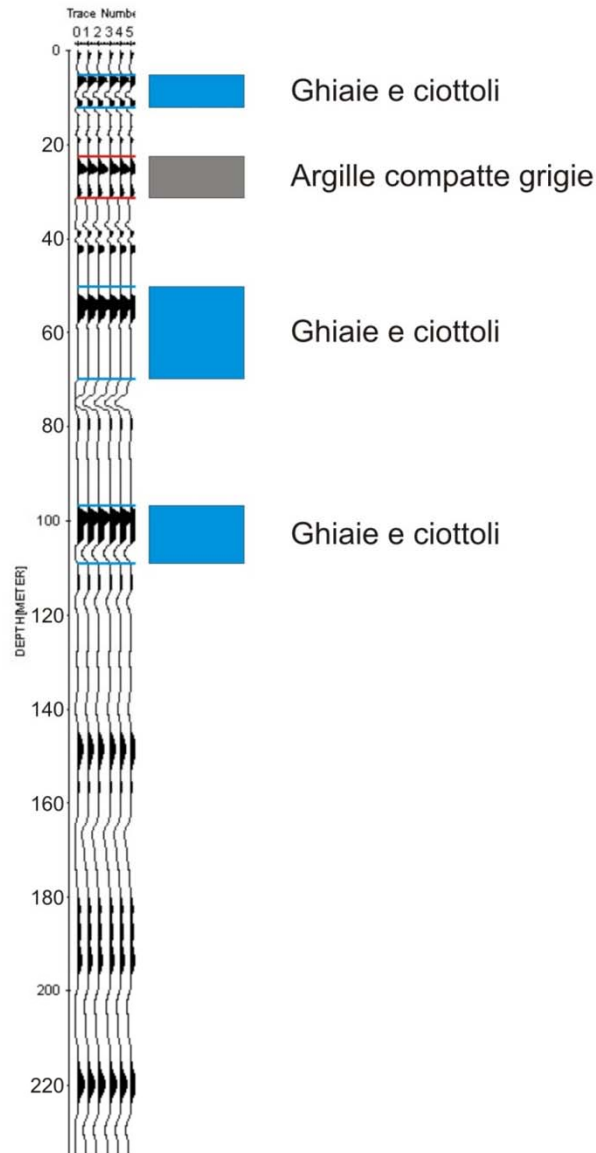 Trace Numbe
0 1 2 3 4 5
0
Ghiaie e ciottoli
20
Argille compatte grigie
40
Ghiaie e ciottoli
60
80
100
Ghiaie e ciottoli
DEPTH[METER]
120
140
160
180
200
220